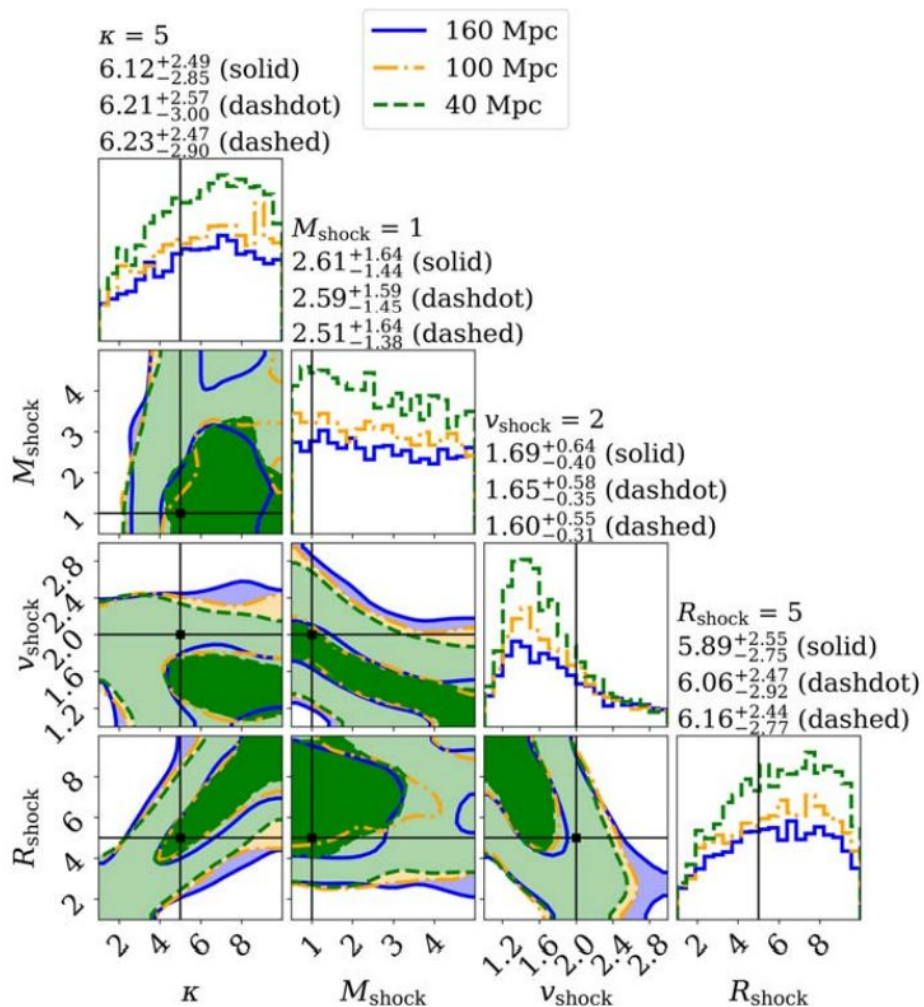 κ = 5
6.12^{+2.49}_{-2.85} (solid)
6.21^{+2.57}_{-3.00} (dashdot)
6.23^{+2.47}_{-2.90} (dashed)
160 Mpc
100 Mpc
40 Mpc
M_shock = 1
2.61^{+1.64}_{-1.44} (solid)
2.59^{+1.59}_{-1.45} (dashdot)
2.51^{+1.64}_{-1.38} (dashed)
M_shock
4
3
2
1
v_shock = 2
1.69^{+0.64}_{-0.40} (solid)
1.65^{+0.58}_{-0.35} (dashdot)
1.60^{+0.55}_{-0.31} (dashed)
v_shock
2.8
2.4
2.0
1.6
1.2
R_shock = 5
5.89^{+2.55}_{-2.75} (solid)
6.06^{+2.47}_{-2.92} (dashdot)
6.16^{+2.44}_{-2.77} (dashed)
R_shock
8
6
4
2
2 4 6 8
1 2 3 4
1.2 1.6 2.0 2.4 2.8
2 4 6 8
κ
M_shock
v_shock
R_shock